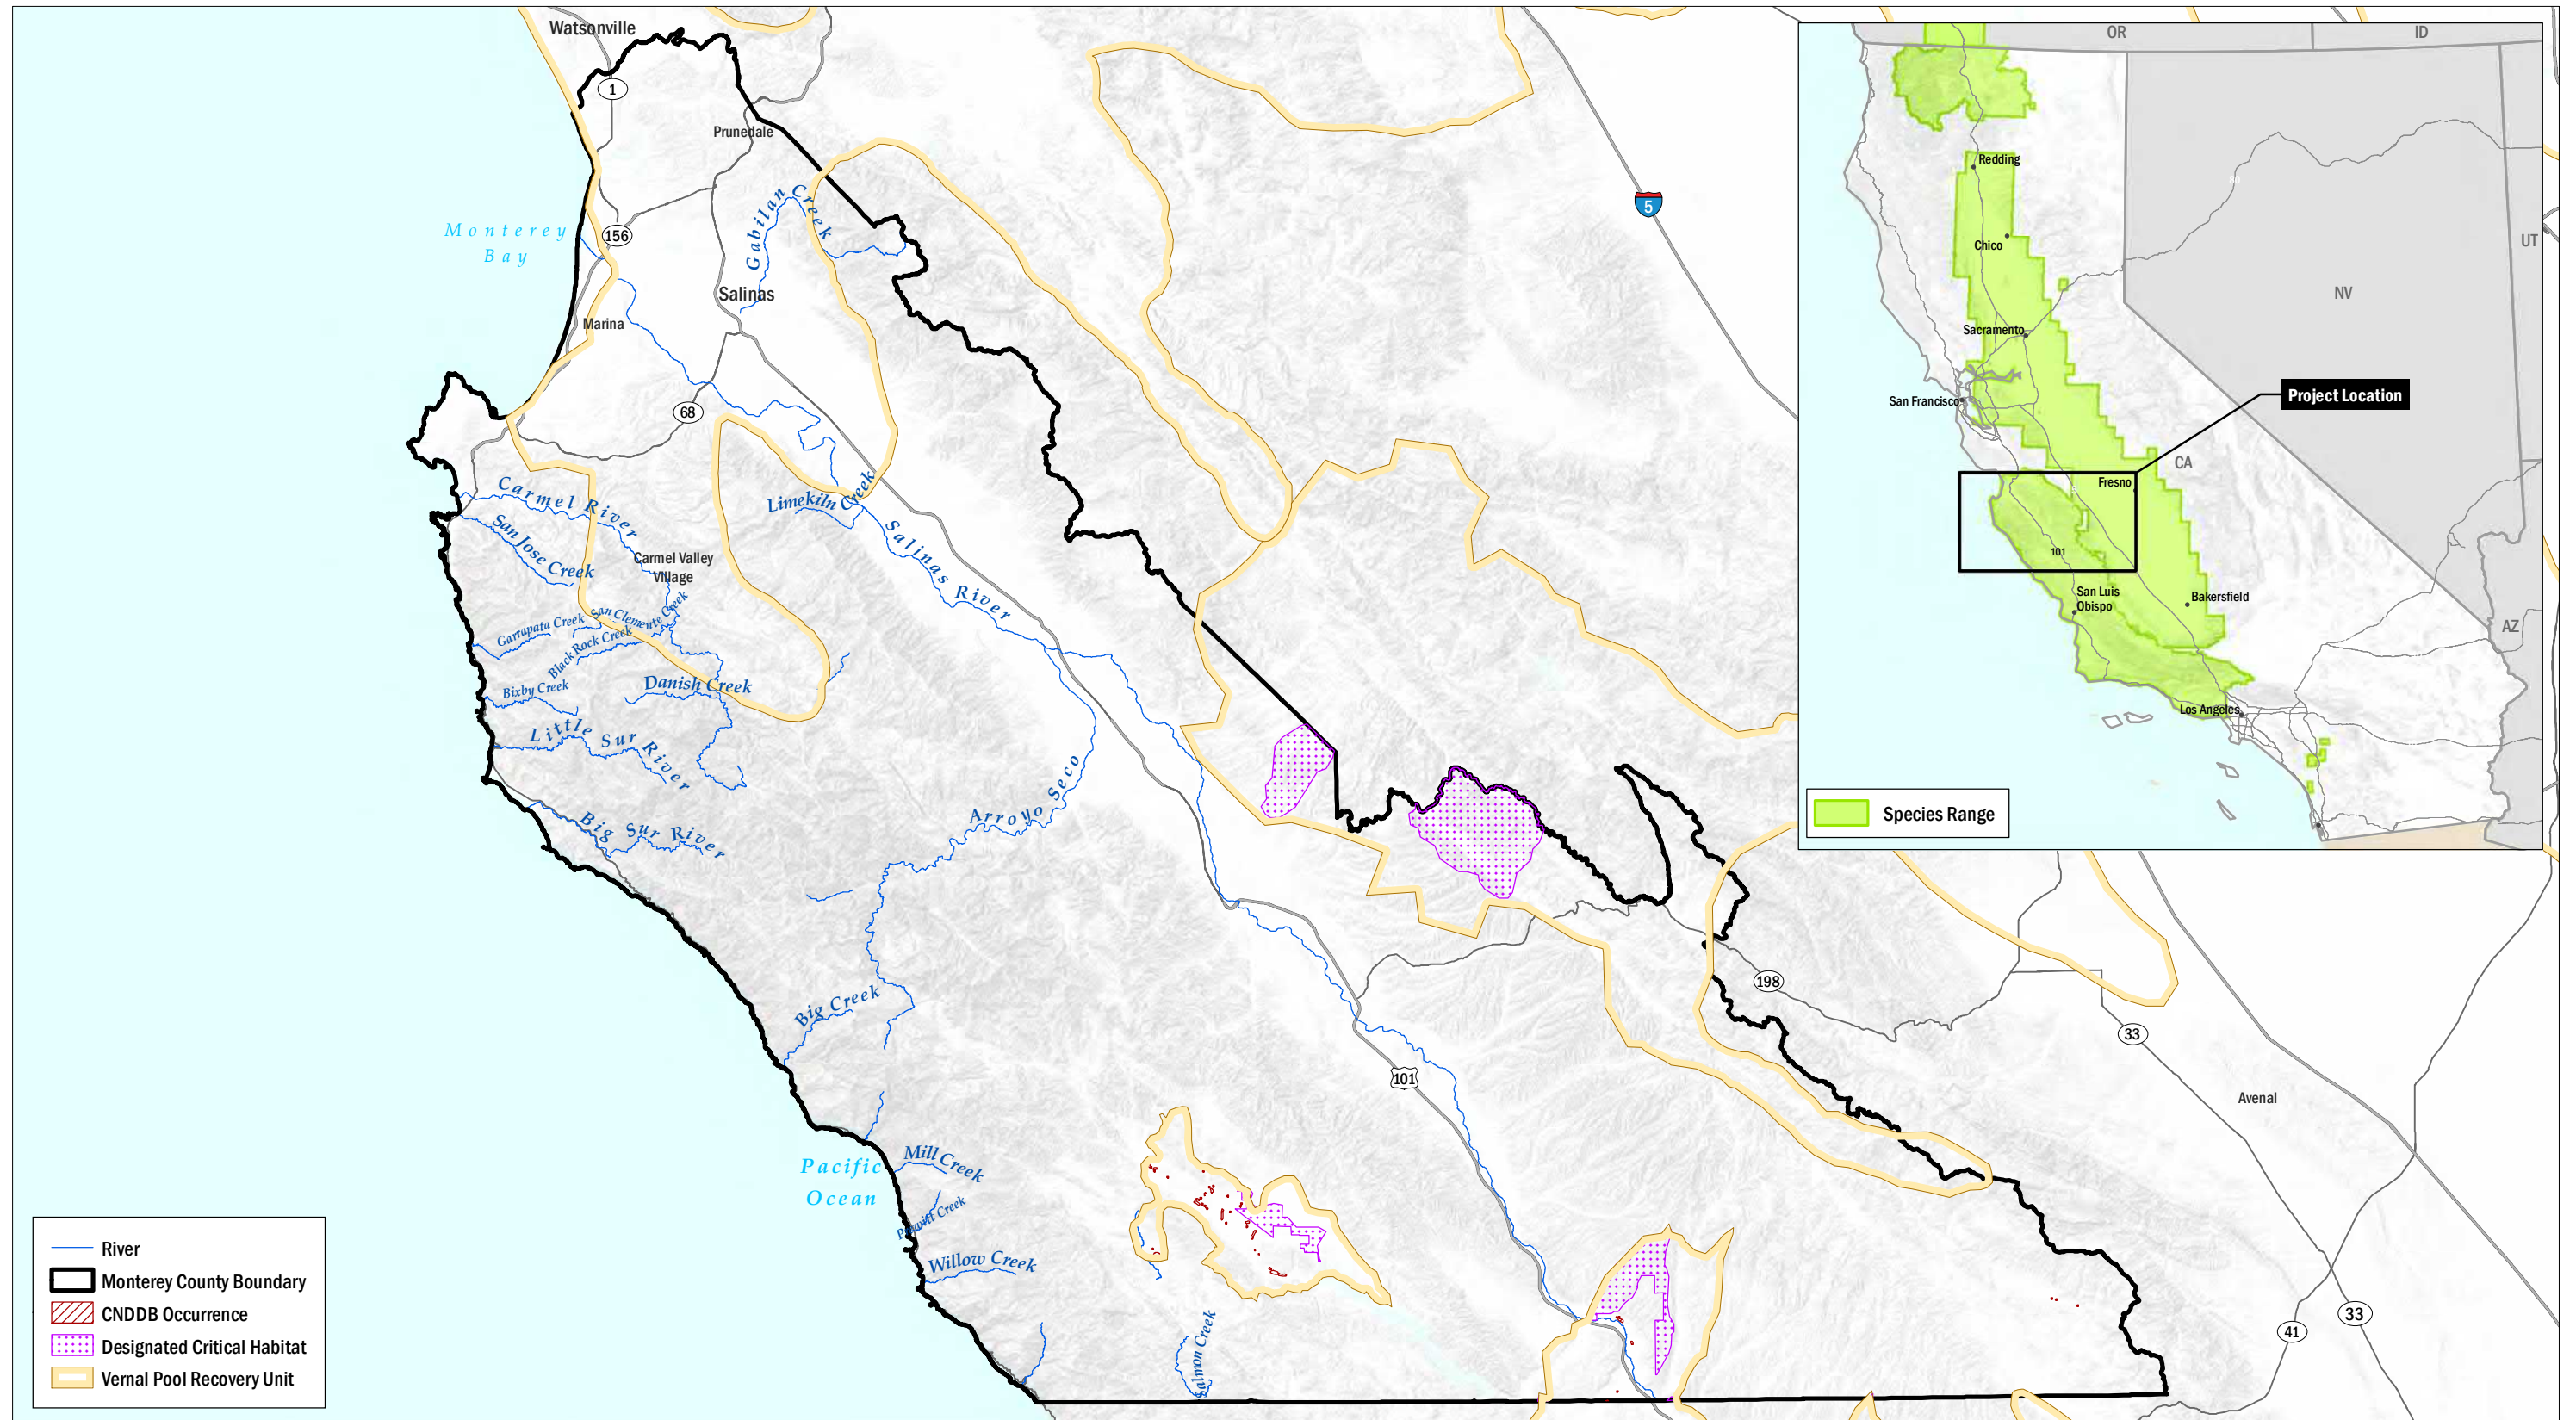 Watsonville
1
Prunedale
Monterey
Bay
156
Gabilan Creek
Salinas
Marina
68
5
Carmel River
San Jose Creek
Limekiln Creek
Salinas River
Carmel Valley
Village
Garrapata Creek
San Clemente Creek
Black Rock Creek
Bixby Creek
Danish Creek
Little Sur River
Big Sur River
Arroyo Seco
Big Creek
101
198
33
Avenal
Pacific
Ocean
Mill Creek
Willow Creek
Salmon Creek
41
33
River
Monterey County Boundary
CNDDB Occurrence
Designated Critical Habitat
Vernal Pool Recovery Unit
OR
ID
Redding
Chico
80
UT
NV
Sacramento
San Francisco
Project Location
CA
Fresno
5
101
San Luis
Obispo
Bakersfield
AZ
Los Angeles
Species Range